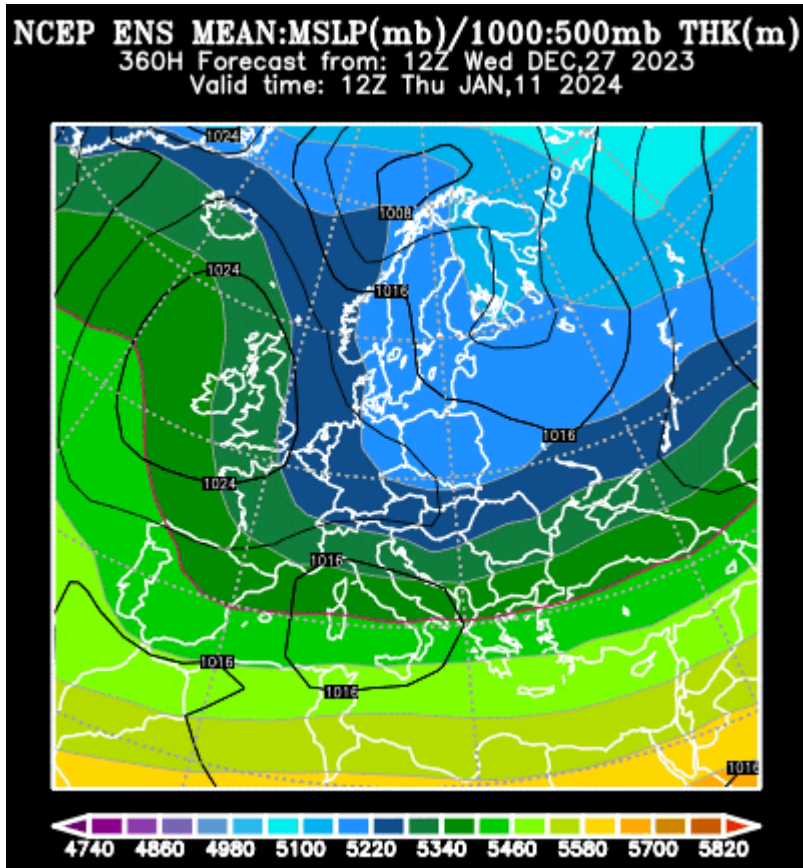 NCEP ENS MEAN:MSLP(mb)/1000:500mb THK(m)
360H Forecast from: 12Z Wed DEC,27 2023
Valid time: 12Z Thu JAN,11 2024
1024
1008
1024
1016
1016
1024
1016
1016
1016
1016
4740 4860 4980 5100 5220 5340 5460 5580 5700 5820